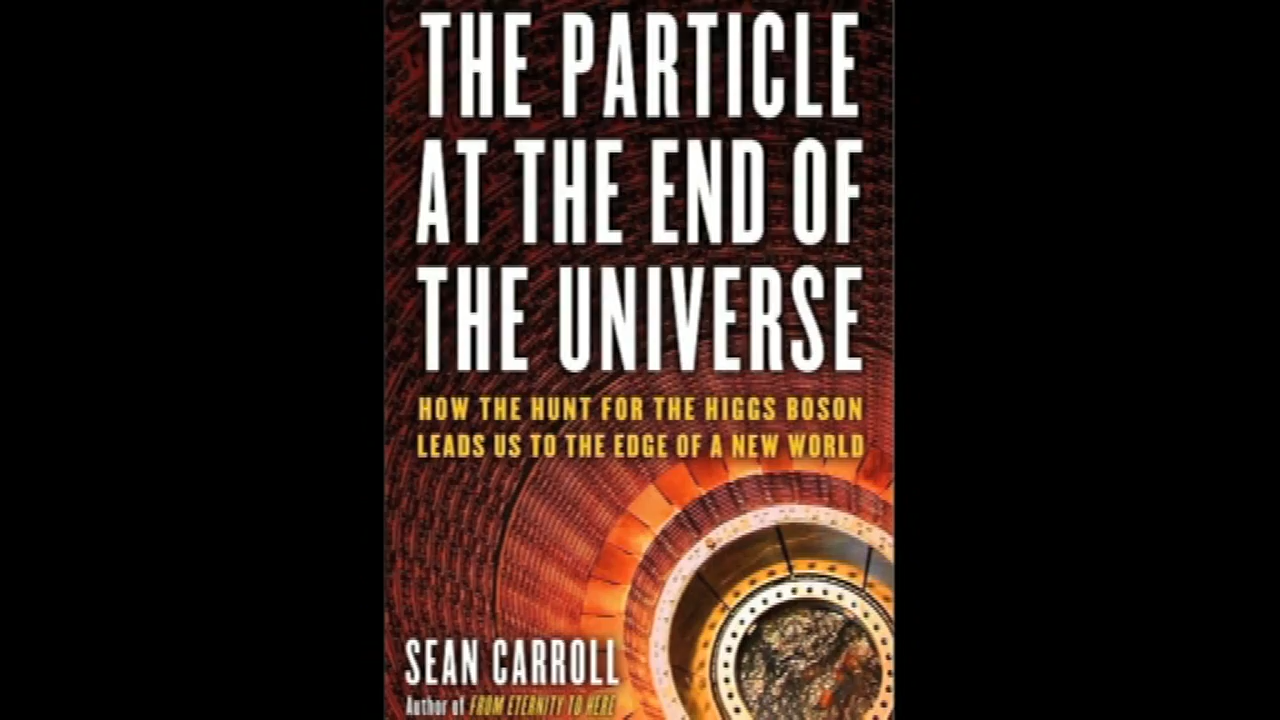 THE PARTICLE
AT THE END OF
THE UNIVERSE
HOW THE HUNT FOR THE HIGGS BOSON
LEADS US TO THE EDGE OF A NEW WORLD
SEAN CARROLL
Author of FROM ETERNITY TO HERE